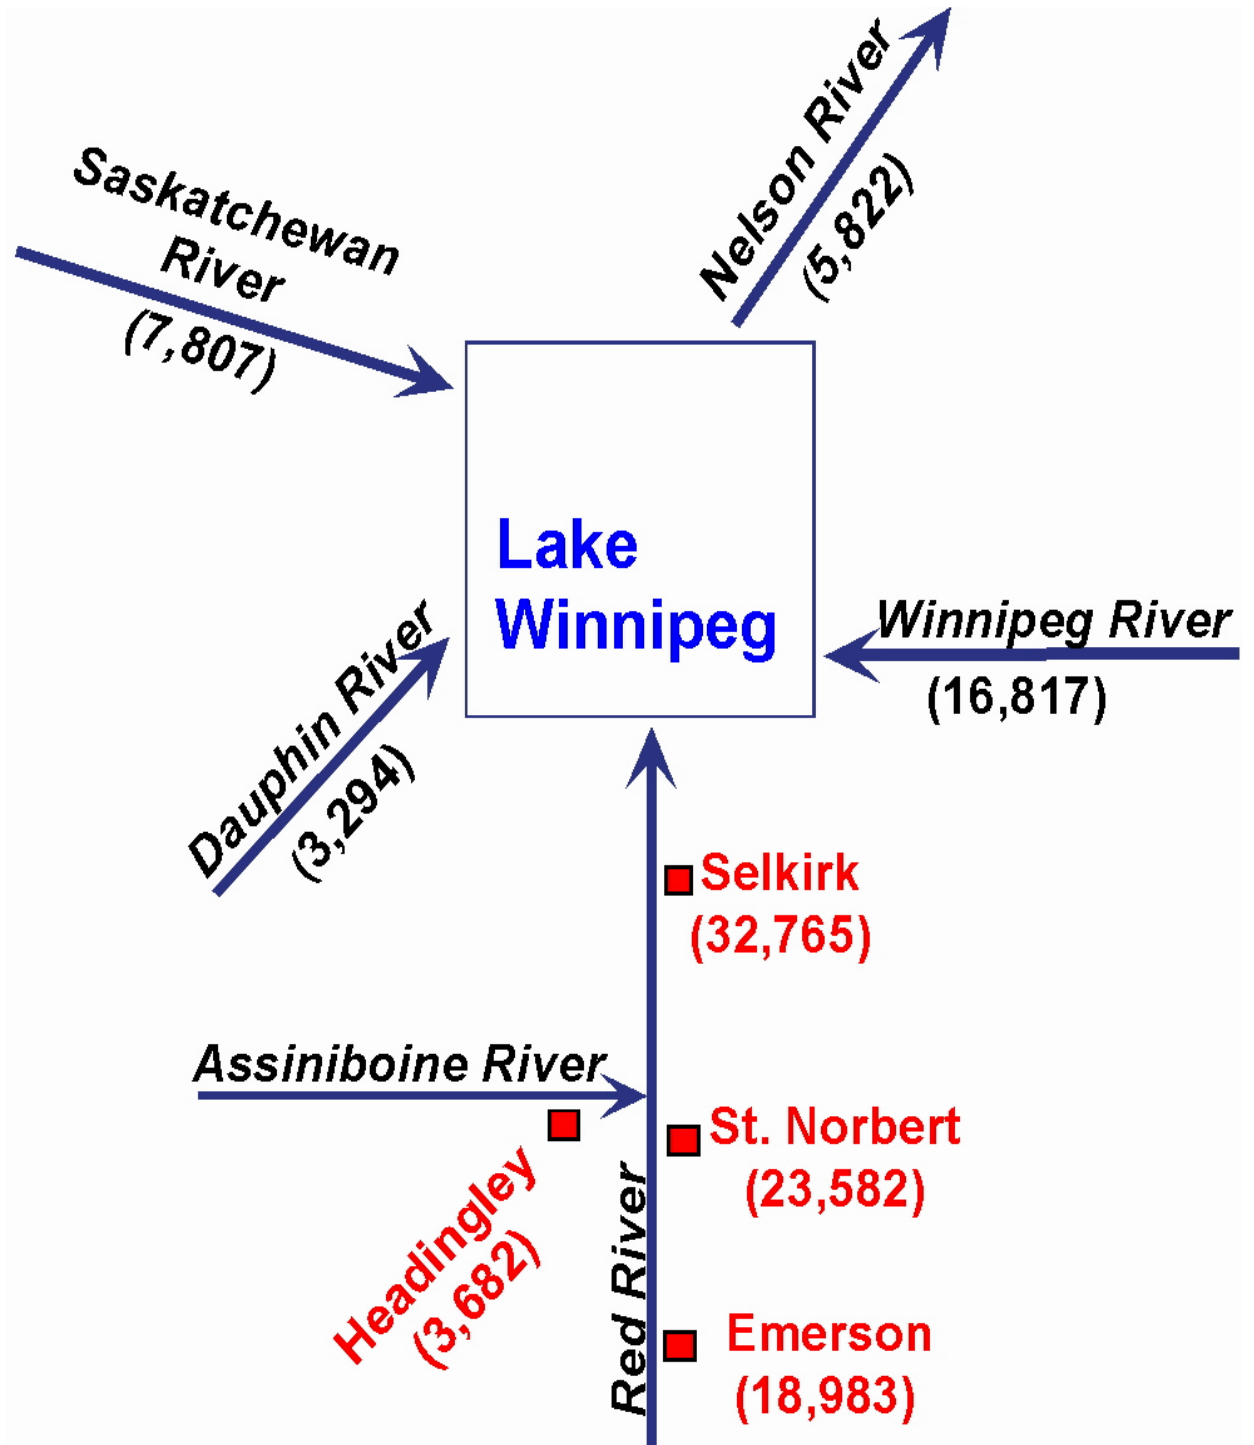 Nelson River
(5,822)
Saskatchewan
River
(7,807)
Lake
Winnipeg
Winnipeg River
(16,817)
Dauphin River
(3,294)
Selkirk
(32,765)
Assiniboine River
St. Norbert
(23,582)
Headingley
(3,682)
Red River
Emerson
(18,983)